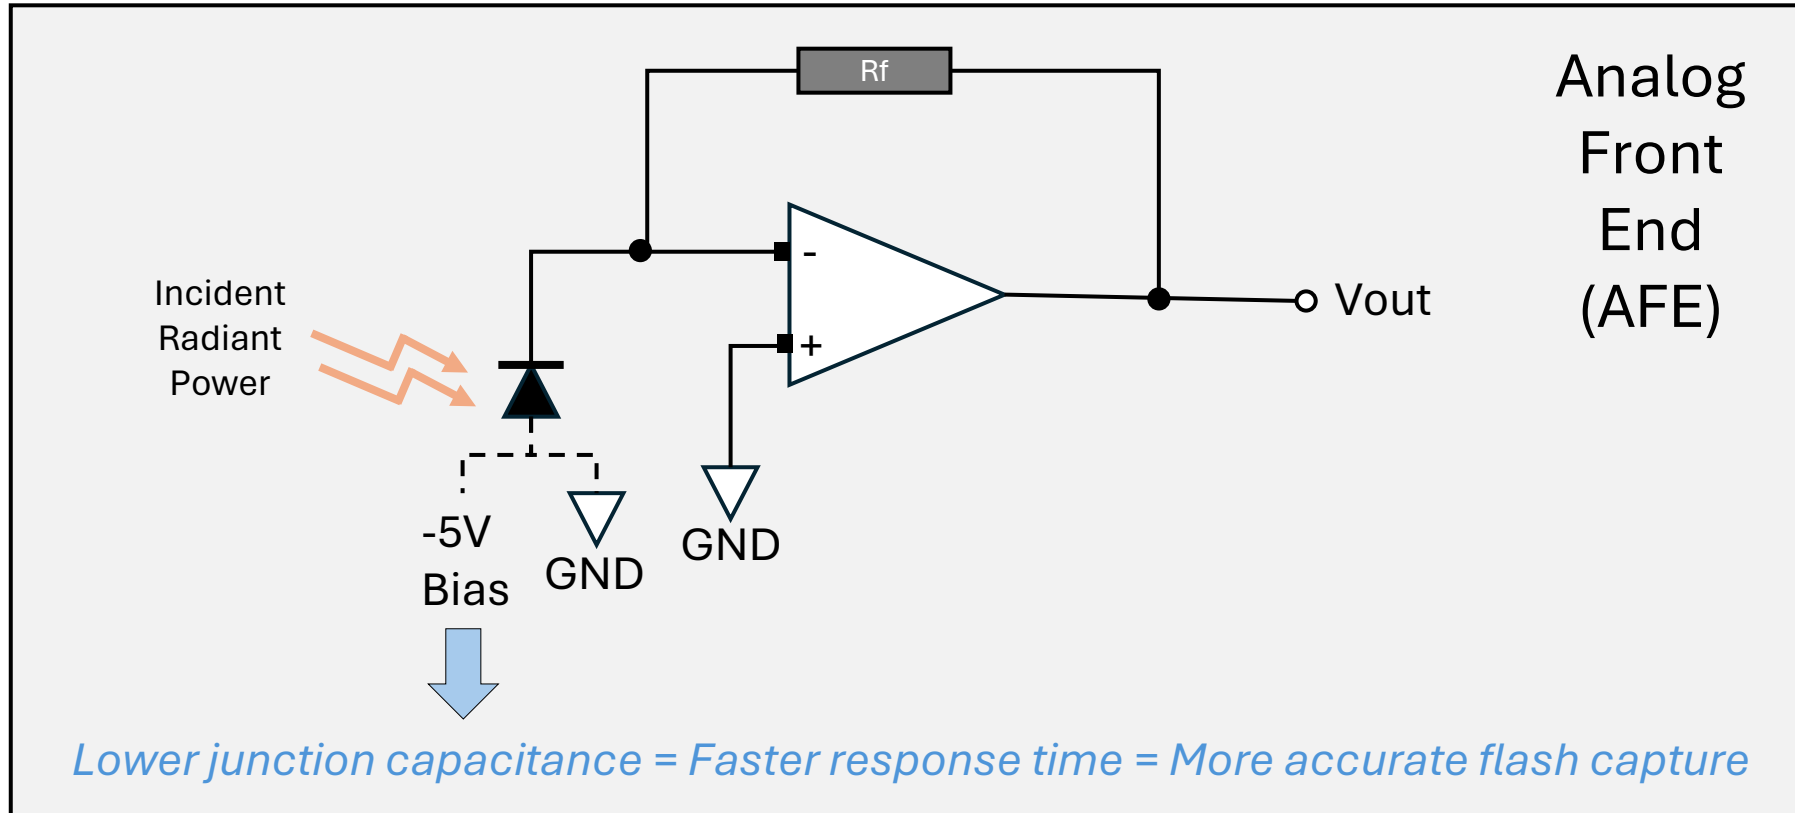 Rf
Analog
Front
End
(AFE)
-
+
Vout
Incident
Radiant
Power
-5V
Bias
GND
GND
Lower junction capacitance = Faster response time = More accurate flash capture